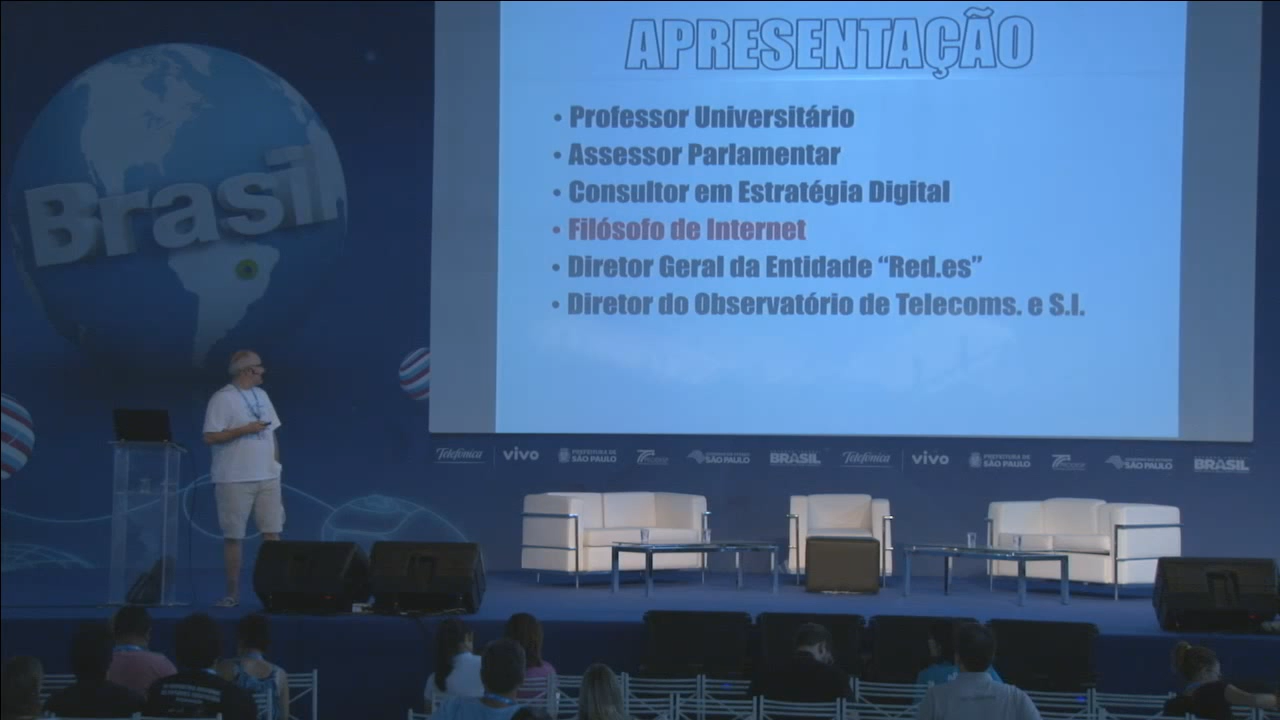 APRESENTAÇÃO
• Professor Universitário
• Assessor Parlamentar
• Consultor em Estratégia Digital
• Filósofo de Internet
• Diretor Geral da Entidade “Red.es”
• Diretor do Observatório de Telecoms. e S.I.
Brasil
Telefónica vivo PREFEITURA DE SÃO PAULO SÃO PAULO BRASIL Telefónica vivo PREFEITURA DE SÃO PAULO SÃO PAULO BRASIL